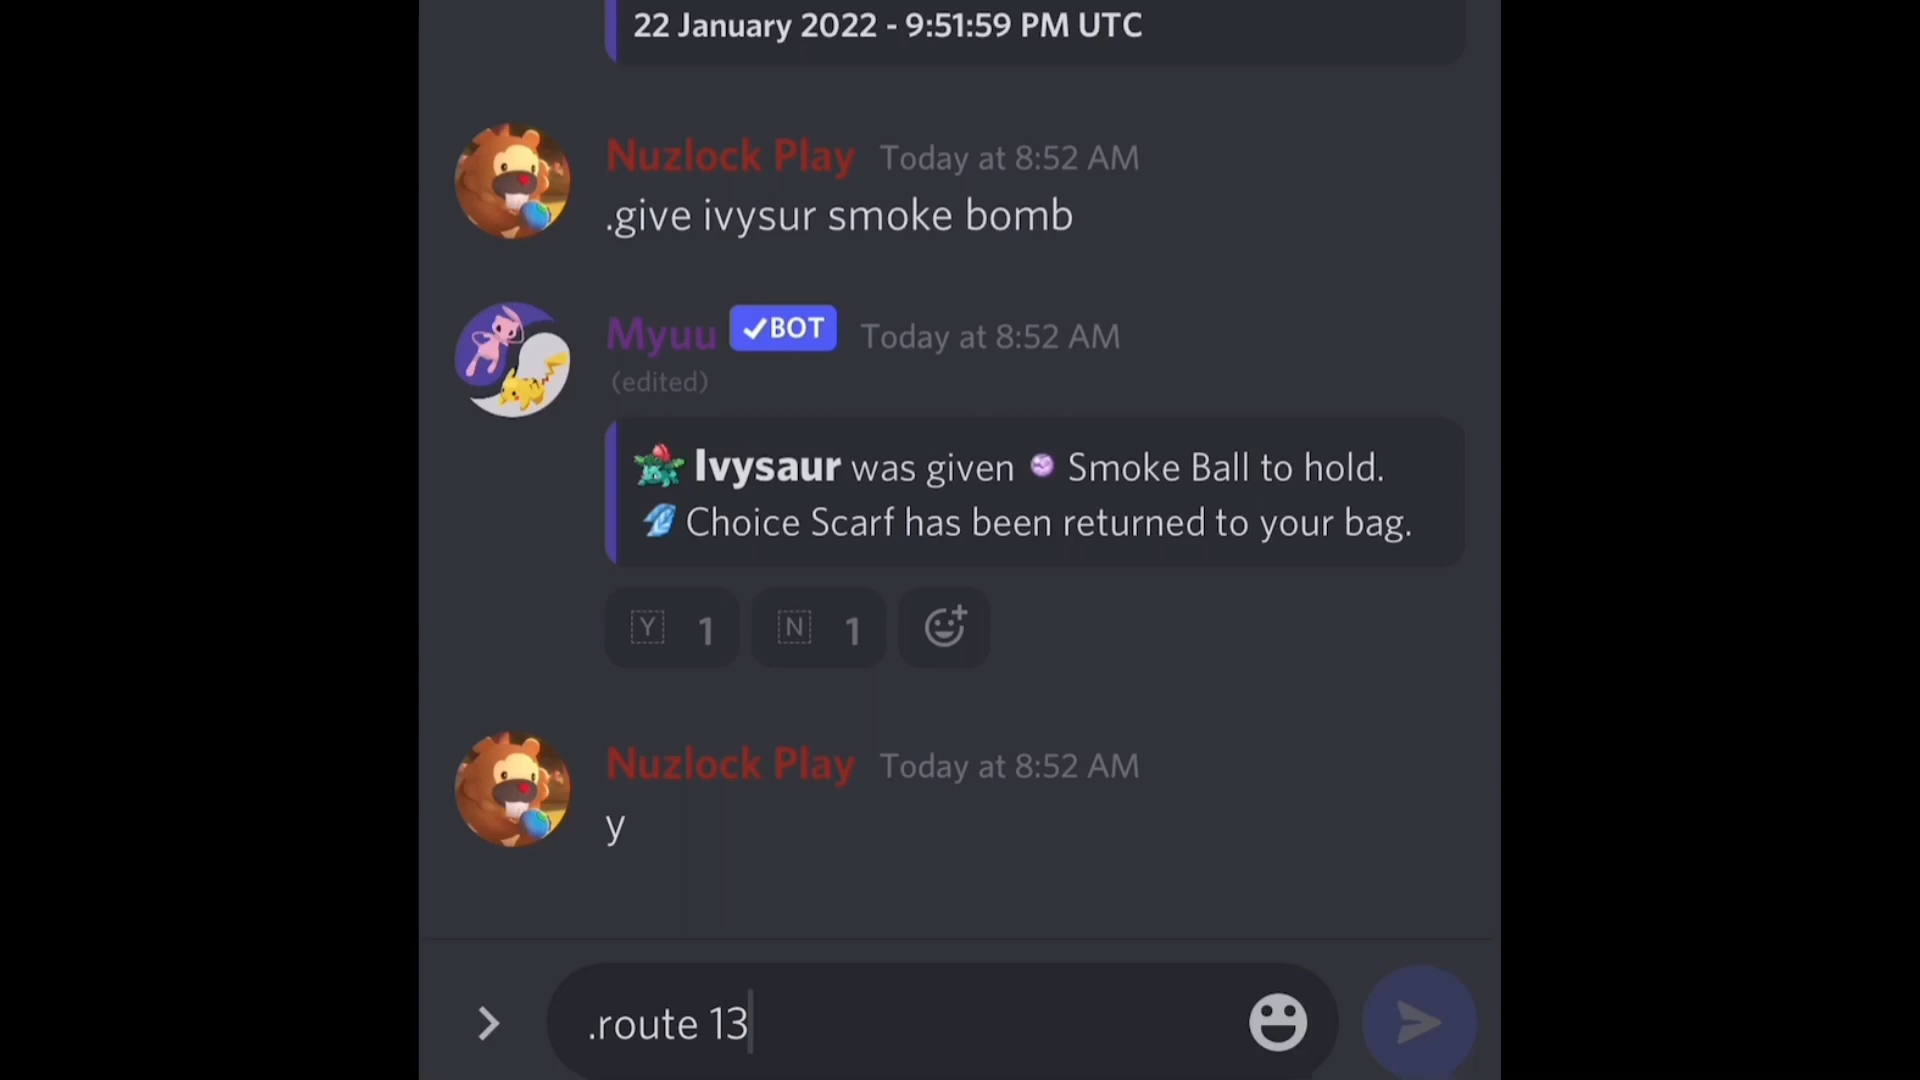 22 January 2022 - 9:51:59 PM UTC
Nuzlock Play Today at 8:52 AM
.give ivysur smoke bomb
Myuu ✓BOT Today at 8:52 AM
(edited)
Ivysaur was given Smoke Ball to hold.
Choice Scarf has been returned to your bag.
Y 1 N 1
Nuzlock Play Today at 8:52 AM
y
.route 13